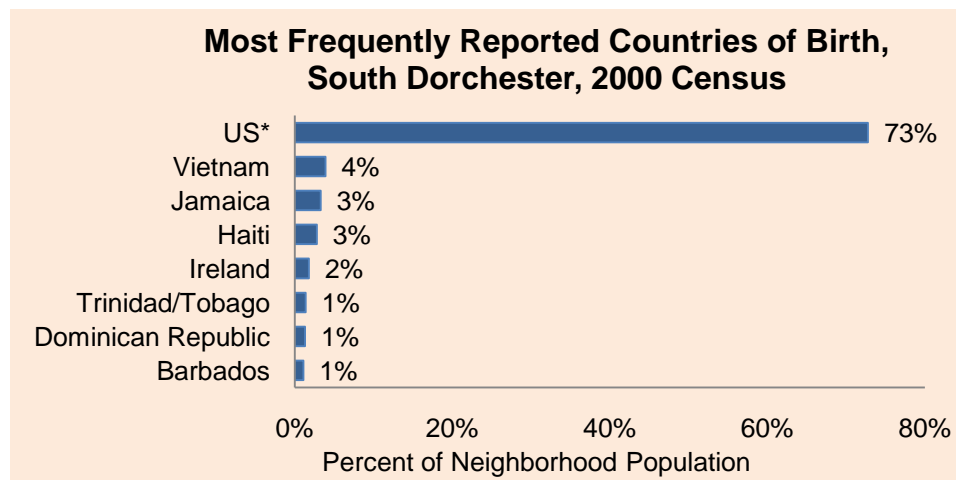 Most Frequently Reported Countries of Birth,
South Dorchester, 2000 Census
US* 73%
Vietnam 4%
Jamaica 3%
Haiti 3%
Ireland 2%
Trinidad/Tobago 1%
Dominican Republic 1%
Barbados 1%
0% 20% 40% 60% 80%
Percent of Neighborhood Population